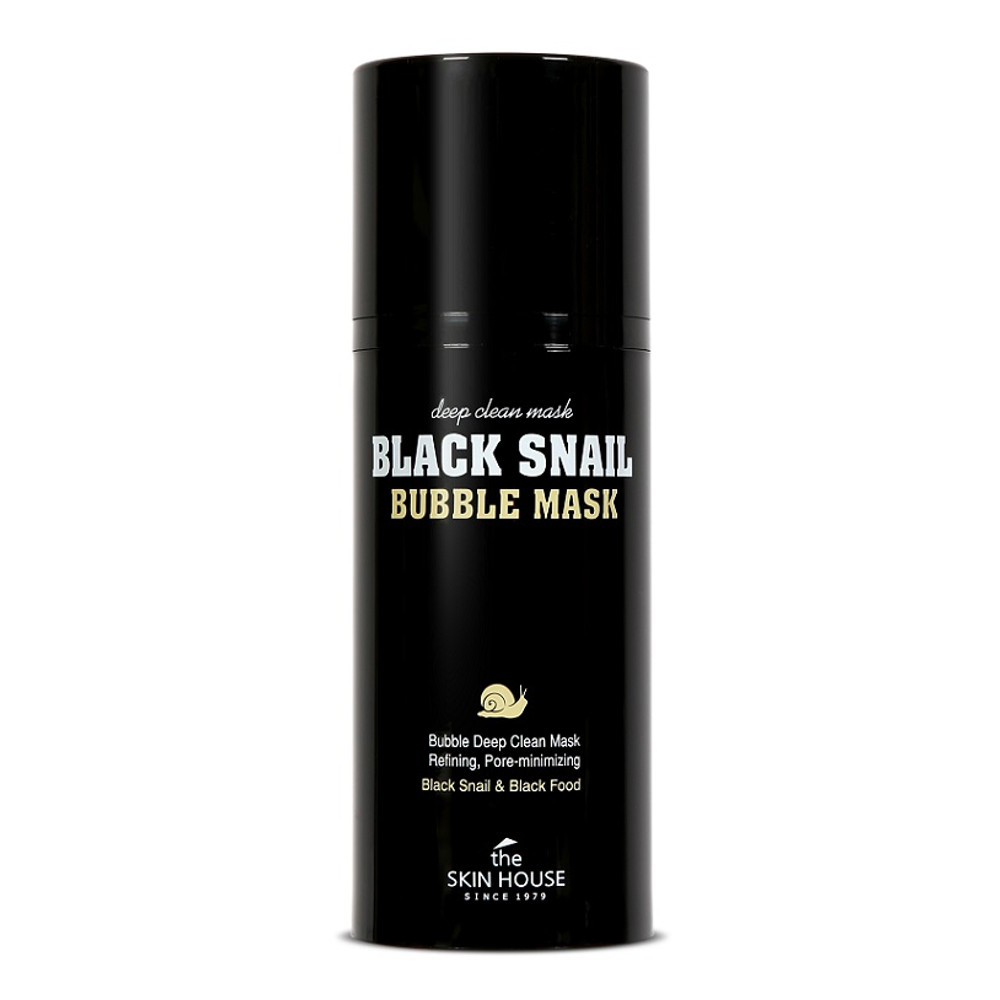 deep clean mask
BLACK SNAIL
BUBBLE MASK
Bubble Deep Clean Mask
Refining, Pore-minimizing
Black Snail & Black Food
the
SKIN HOUSE
SINCE 1979